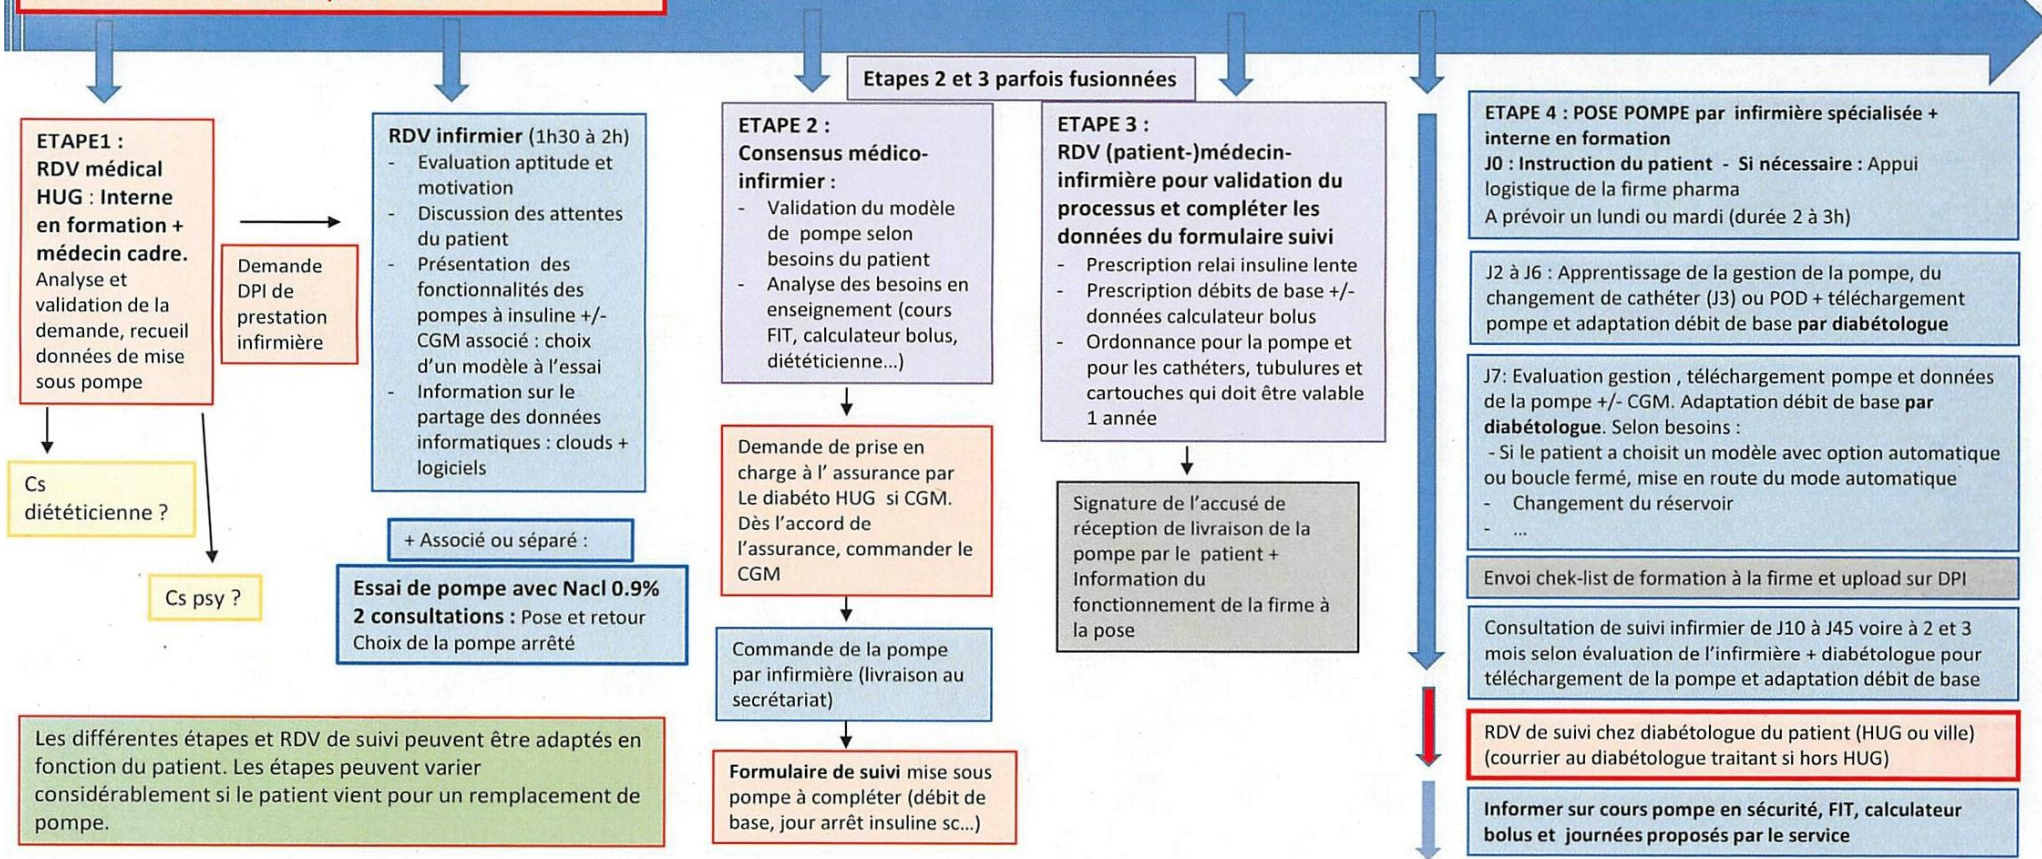 Etapes 2 et 3 parfois fusionnées
ETAPE1 :
RDV médical
HUG : Interne
en formation +
médecin cadre.
Analyse et
validation de la
demande, recueil
données de mise
sous pompe
Demande
DPI de
prestation
infirmière
Cs
diététicienne ?
Cs psy ?
RDV infirmier (1h30 à 2h)
- Evaluation aptitude et
motivation
- Discussion des attentes
du patient
- Présentation des
fonctionnalités des
pompes à insuline +/-
CGM associé : choix
d'un modèle à l'essai
- Information sur le
partage des données
informatiques : clouds +
logiciels
+ Associé ou séparé :
Essai de pompe avec Nacl 0.9%
2 consultations : Pose et retour
Choix de la pompe arrêté
Les différentes étapes et RDV de suivi peuvent être adaptés en
fonction du patient. Les étapes peuvent varier
considérablement si le patient vient pour un remplacement de
pompe.
ETAPE 2 :
Consensus médico-
infirmier :
- Validation du modèle
de pompe selon
besoins du patient
- Analyse des besoins en
enseignement (cours
FIT, calculateur bolus,
diététicienne...)
Demande de prise en
charge à l' assurance par
Le diabéto HUG si CGM.
Dès l'accord de
l'assurance, commander le
CGM
Commande de la pompe
par infirmière (livraison au
secrétariat)
Formulaire de suivi mise sous
pompe à compléter (débit de
base, jour arrêt insuline sc...)
ETAPE 3 :
RDV (patient-)médecin-
infirmière pour validation du
processus et compléter les
données du formulaire suivi
- Prescription relai insuline lente
- Prescription débits de base +/-
données calculateur bolus
- Ordonnance pour la pompe et
pour les cathéters, tubulures et
cartouches qui doit être valable
1 année
Signature de l'accusé de
réception de livraison de la
pompe par le patient +
Information du
fonctionnement de la firme à
la pose
ETAPE 4 : POSE POMPE par infirmière spécialisée +
interne en formation
J0 : Instruction du patient - Si nécessaire : Appui
logistique de la firme pharma
A prévoir un lundi ou mardi (durée 2 à 3h)
J2 à J6 : Apprentissage de la gestion de la pompe, du
changement de cathéter (J3) ou POD + téléchargement
pompe et adaptation débit de base par diabétologue
J7: Evaluation gestion , téléchargement pompe et données
de la pompe +/- CGM. Adaptation débit de base par
diabétologue. Selon besoins :
- Si le patient a choisit un modèle avec option automatique
ou boucle fermé, mise en route du mode automatique
- Changement du réservoir
- ...
Envoi chek-list de formation à la firme et upload sur DPI
Consultation de suivi infirmier de J10 à J45 voire à 2 et 3
mois selon évaluation de l'infirmière + diabétologue pour
téléchargement de la pompe et adaptation débit de base
RDV de suivi chez diabétologue du patient (HUG ou ville)
(courrier au diabétologue traitant si hors HUG)
Informer sur cours pompe en sécurité, FIT, calculateur
bolus et journées proposés par le service